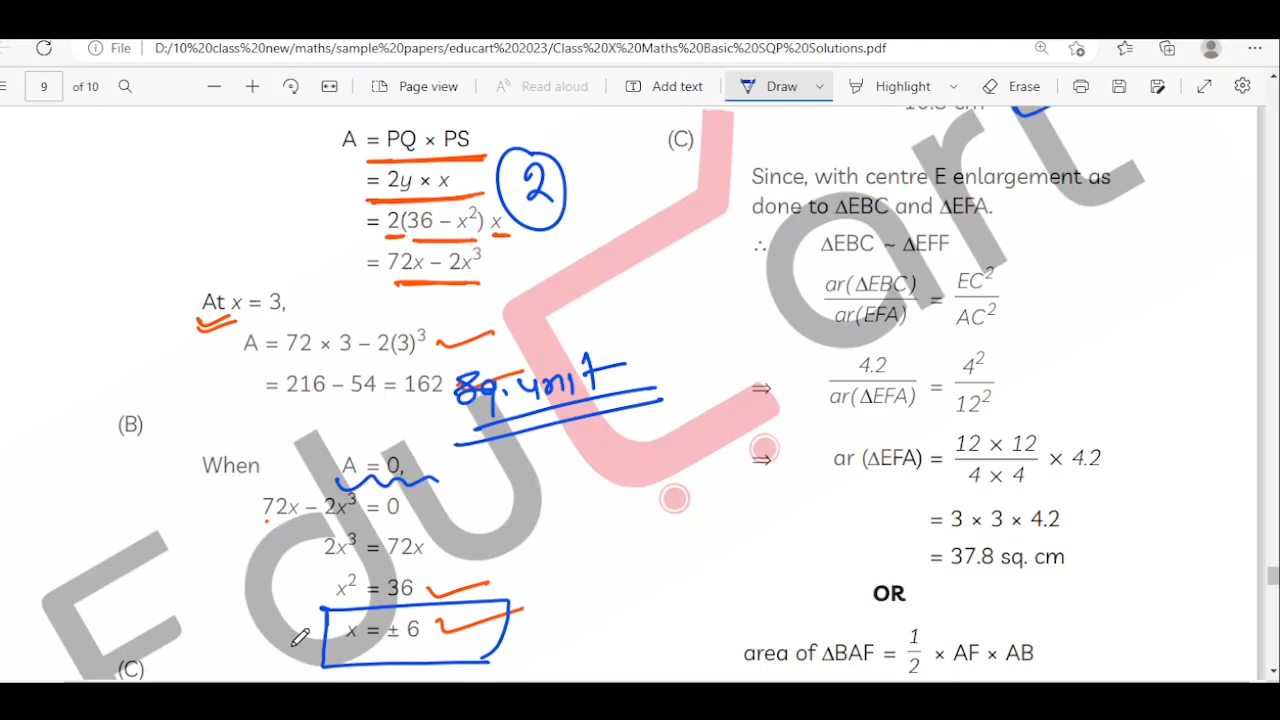 File D:/10%20class%20new/maths/sample%20papers/educart%202023/Class%20X%20Maths%20Basic%20SQP%20Solutions.pdf
9 of 10
Page view
Read aloud
Add text
Draw
Highlight
Erase
A = PQ × PS
= 2y × x
= 2(36 – x²) x
2
= 72x – 2x³
At x = 3,
A = 72 × 3 – 2(3)³
= 216 – 54 = 162 sq. unit
(B)
When A = 0,
72x – 2x³ = 0
2x³ = 72x
x² = 36
x = ± 6
(C)
(C)
Since, with centre E enlargement as
done to ΔEBC and ΔEFA.
∴ ΔEBC ~ ΔEFF
ar(ΔEBC)/ar(EFA) = EC²/AC²
⇒ 4.2/ar(ΔEFA) = 4²/12²
⇒ ar (ΔEFA) = 12 × 12/4 × 4 × 4.2
= 3 × 3 × 4.2
= 37.8 sq. cm
OR
area of ΔBAF = 1/2 × AF × AB
Educart